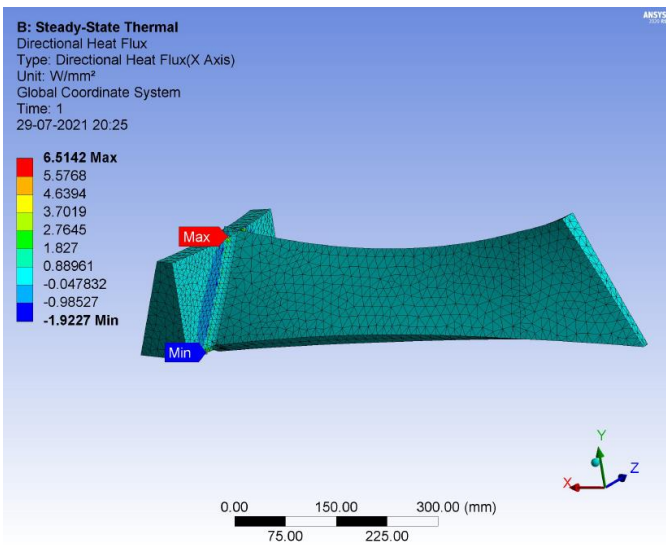 ANSYS
B: Steady-State Thermal
Directional Heat Flux
Type: Directional Heat Flux(X Axis)
Unit: W/mm²
Global Coordinate System
Time: 1
29-07-2021 20:25
6.5142 Max
5.5768
4.6394
3.7019
2.7645
1.827
0.88961
-0.047832
-0.98527
-1.9227 Min
Max
Min
Y
Z
X
0.00 150.00 300.00 (mm)
75.00 225.00